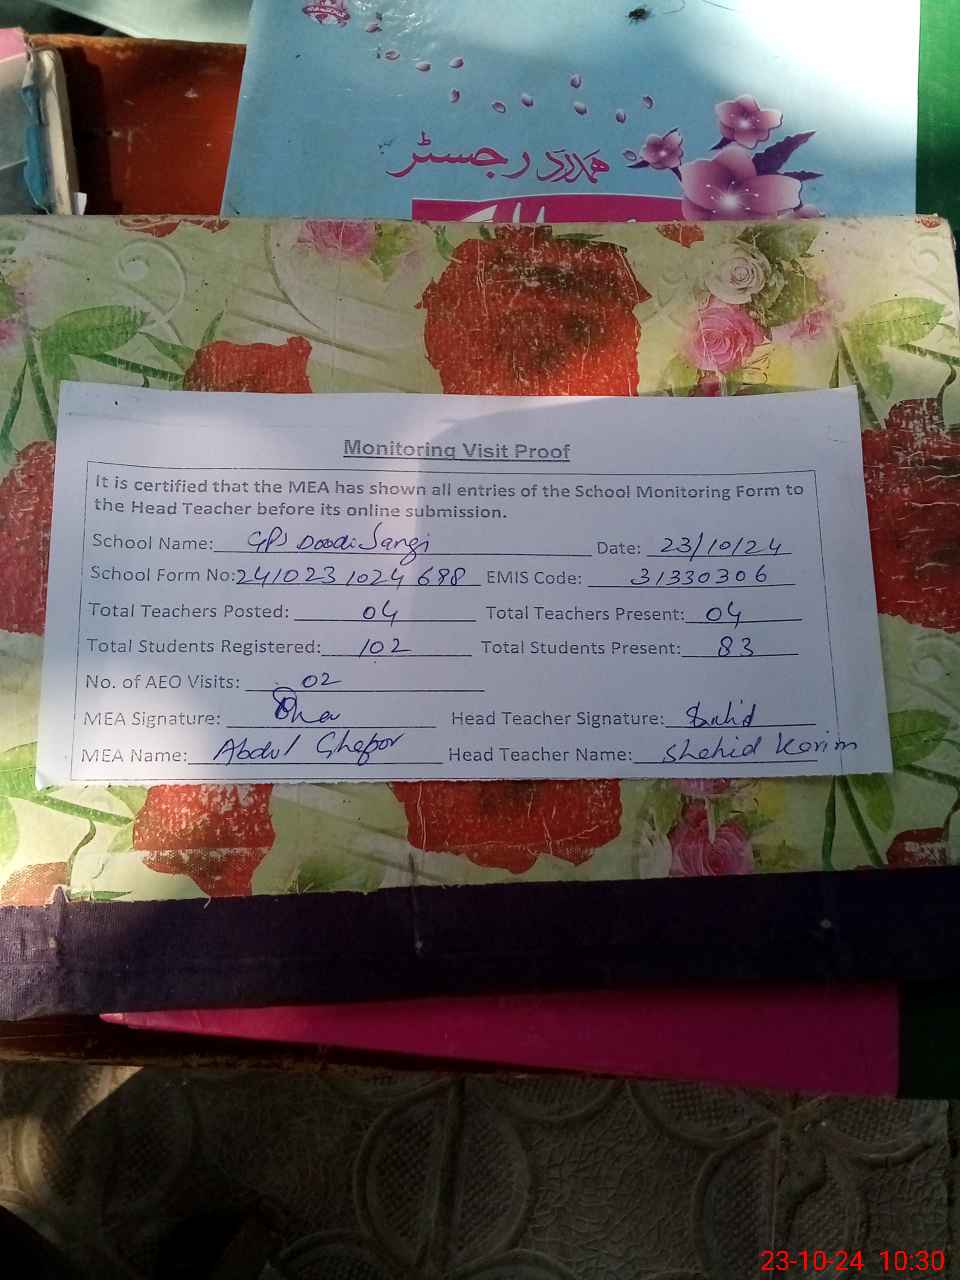 ہمدرد رجسٹر
Monitoring Visit Proof
It is certified that the MEA has shown all entries of the School Monitoring Form to
the Head Teacher before its online submission.
School Name: GPS Doodi Sangi Date: 23/10/24
School Form No: 241023 1024 688 EMIS Code: 31330306
Total Teachers Posted: 04 Total Teachers Present: 04
Total Students Registered: 102 Total Students Present: 83
No. of AEO Visits: 02
MEA Signature: Head Teacher Signature: Shahid
MEA Name: Abdul Ghafor Head Teacher Name: Shahid Karim
23-10-24 10:30